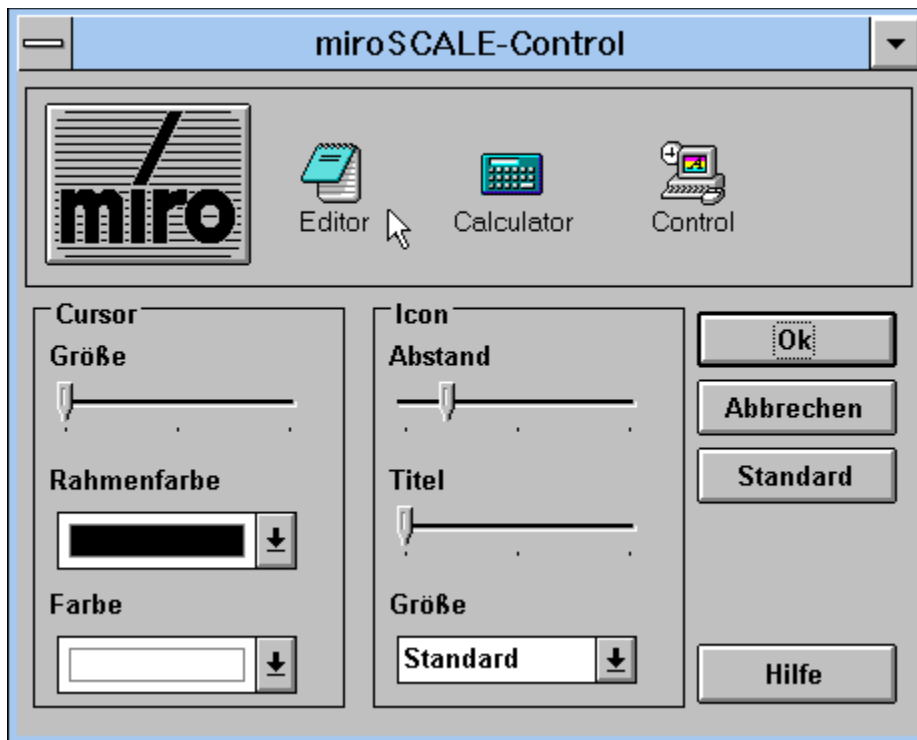 miroSCALE-Control
miro
Editor
Calculator
Control
Cursor
Größe
Rahmenfarbe
Farbe
Icon
Abstand
Titel
Größe
Standard
Ok
Abbrechen
Standard
Hilfe